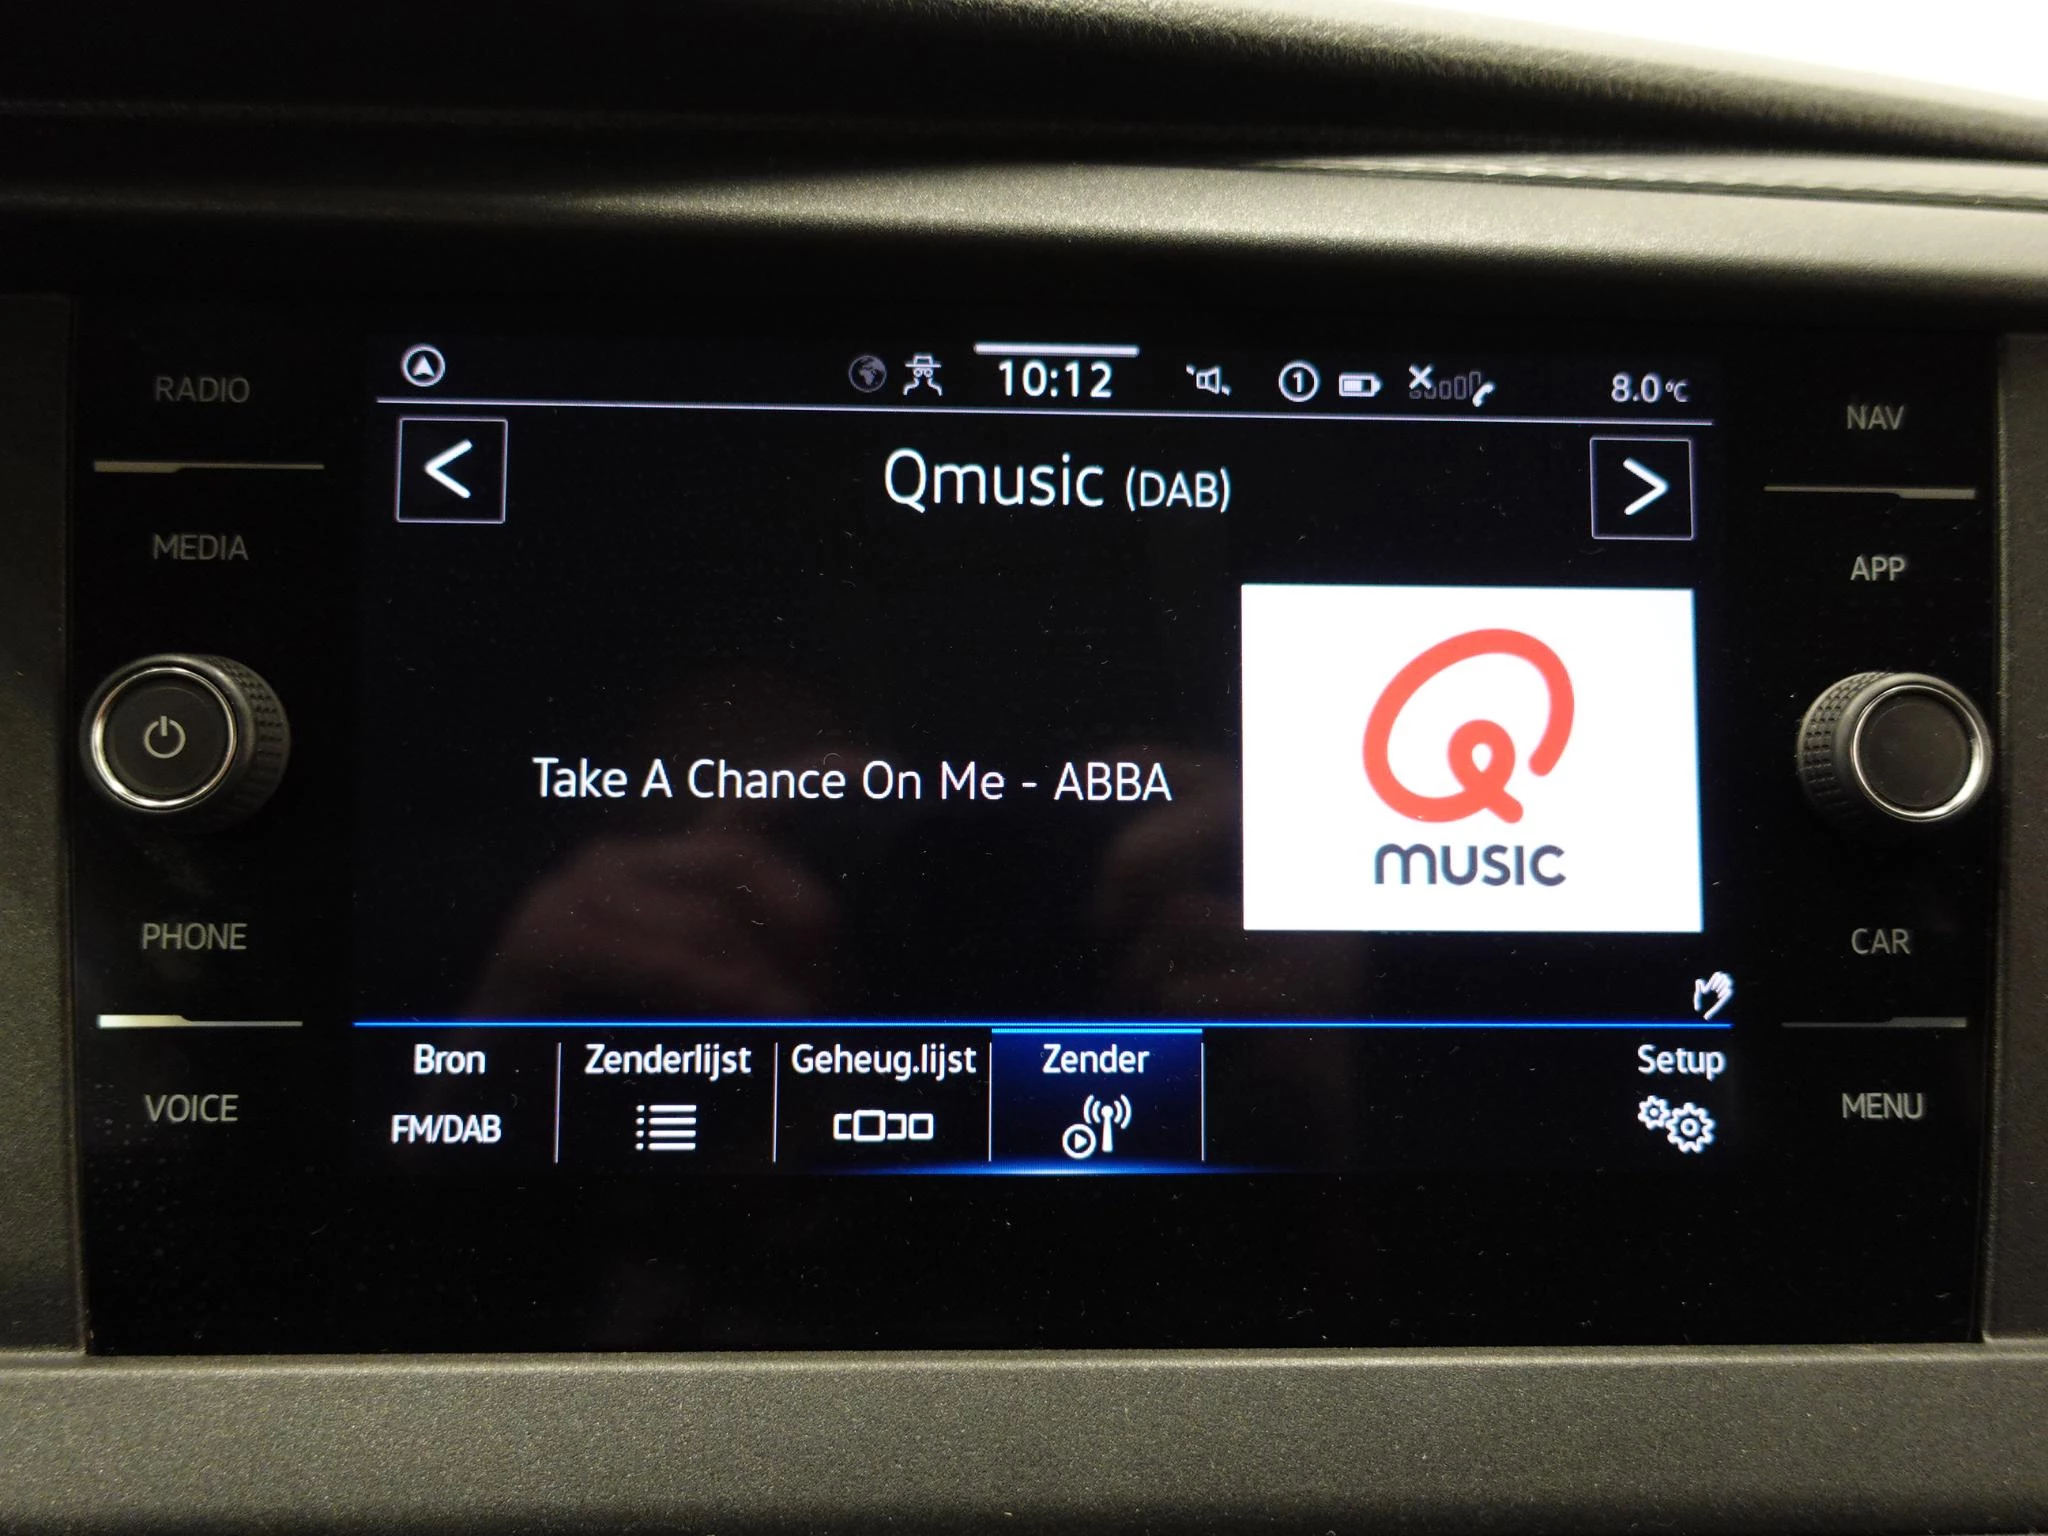 RADIO
MEDIA
PHONE
VOICE
10:12
1
8.0°C
<
Qmusic (DAB)
>
Take A Chance On Me - ABBA
Q
music
Bron
FM/DAB
Zenderlijst
Geheug.lijst
Zender
Setup
NAV
APP
CAR
MENU